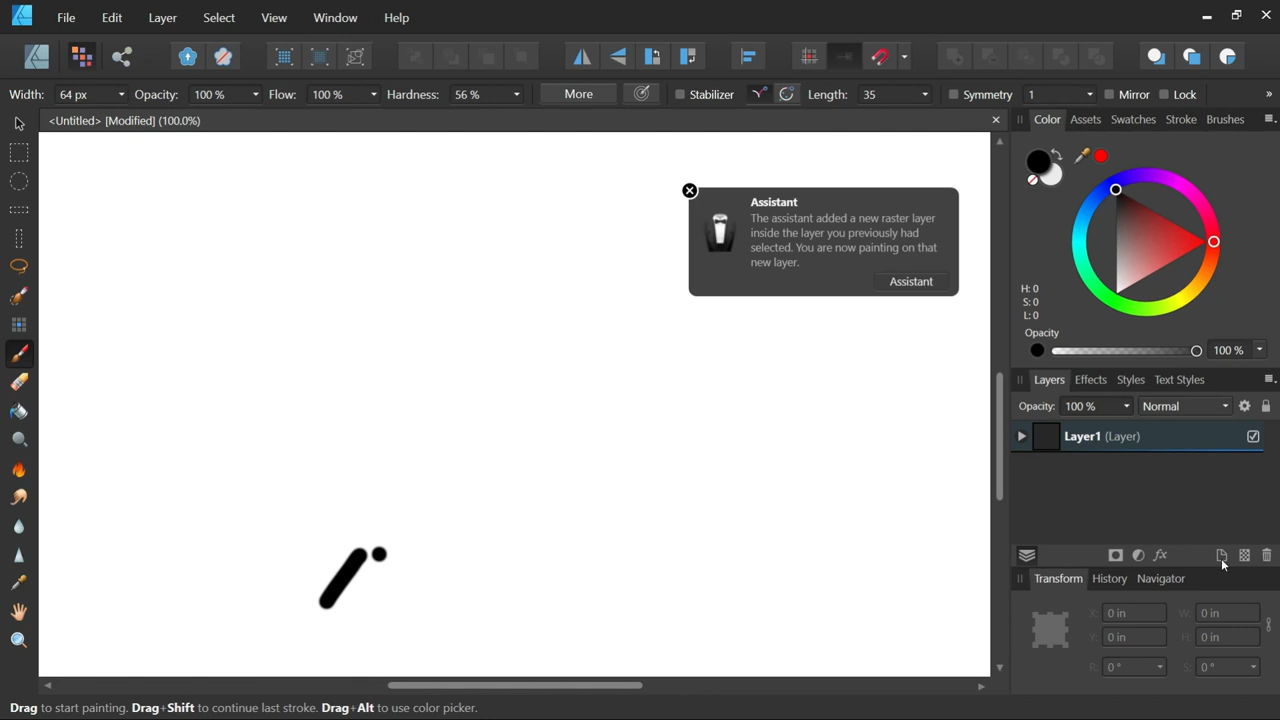 File Edit Layer Select View Window Help
Width: 64 px Opacity: 100 % Flow: 100 % Hardness: 56 % More Stabilizer Length: 35 Symmetry 1 Mirror Lock »
<Untitled> [Modified] (100.0%)
Color Assets Swatches Stroke Brushes
Assistant
The assistant added a new raster layer
inside the layer you previously had
selected. You are now painting on that
new layer.
Assistant
H: 0
S: 0
L: 0
Opacity
100 %
Layers Effects Styles Text Styles
Opacity: 100 % Normal
Layer1 (Layer)
fx
Transform History Navigator
X: 0 in W: 0 in
Y: 0 in H: 0 in
R: 0 ° S: 0 °
Drag to start painting. Drag+Shift to continue last stroke. Drag+Alt to use color picker.